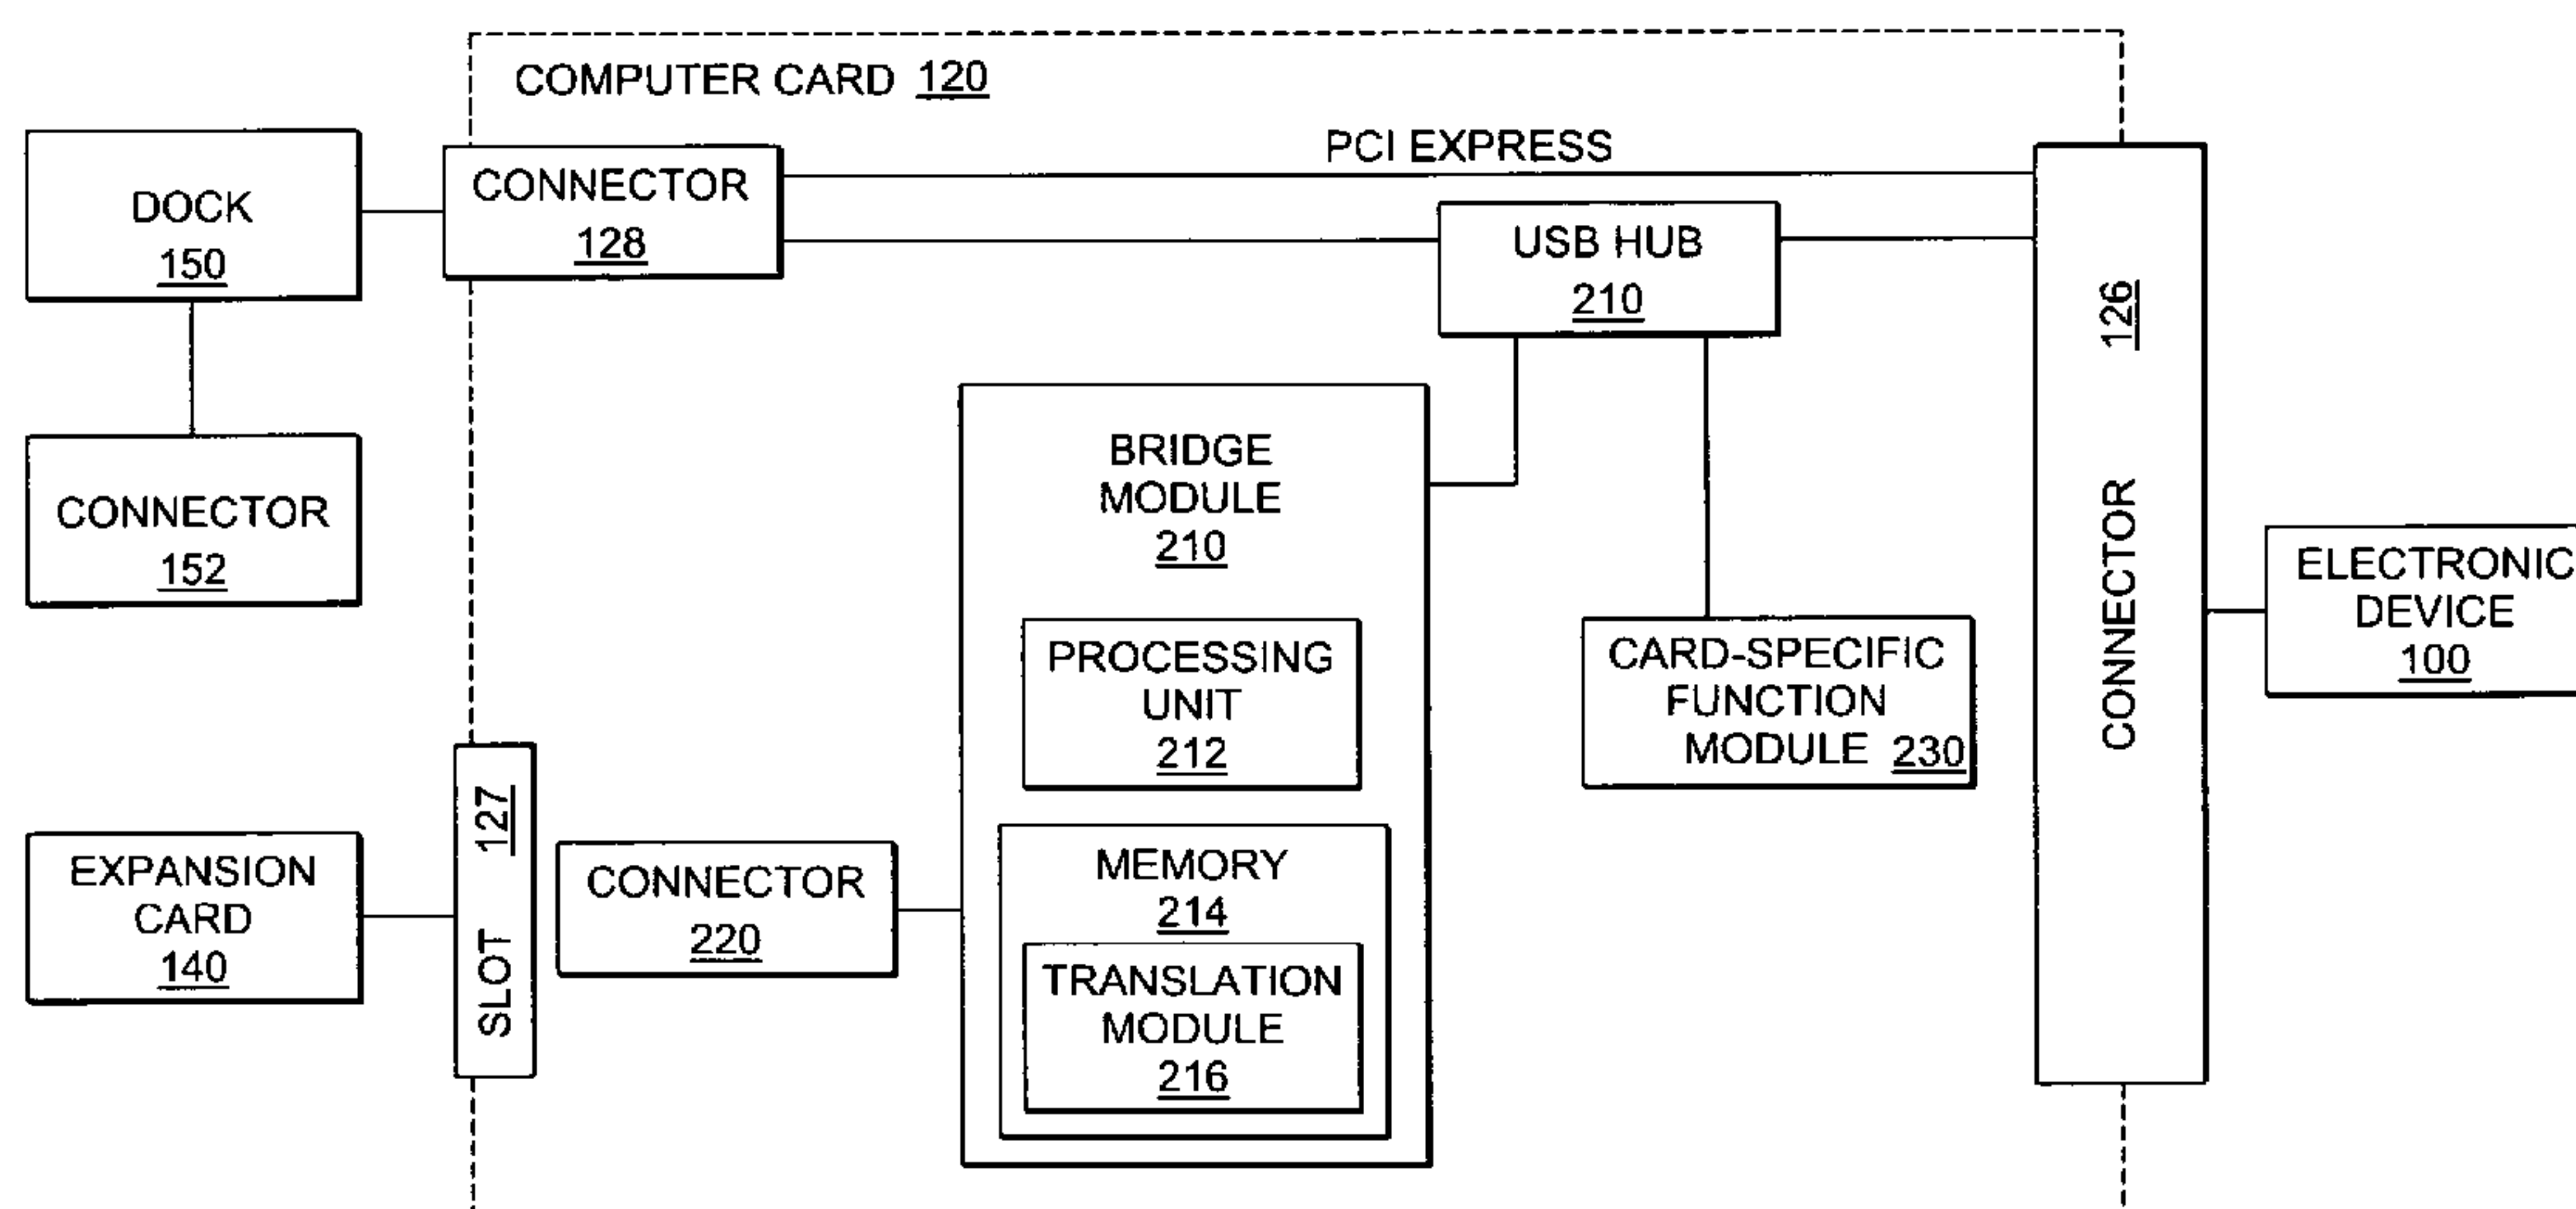 COMPUTER CARD 120
PCI EXPRESS
DOCK
150
CONNECTOR
128
USB HUB
210
CONNECTOR
126
CONNECTOR
152
BRIDGE
MODULE
210
PROCESSING
UNIT
212
CARD-SPECIFIC
FUNCTION
MODULE 230
ELECTRONIC
DEVICE
100
EXPANSION
CARD
140
SLOT 127
CONNECTOR
220
MEMORY
214
TRANSLATION
MODULE
216